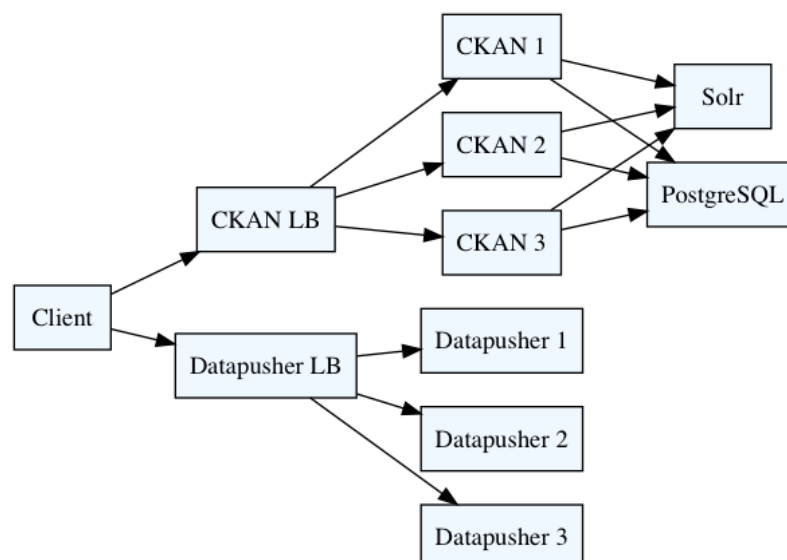 CKAN 1
Solr
CKAN 2
PostgreSQL
CKAN LB
CKAN 3
Client
Datapusher 1
Datapusher LB
Datapusher 2
Datapusher 3